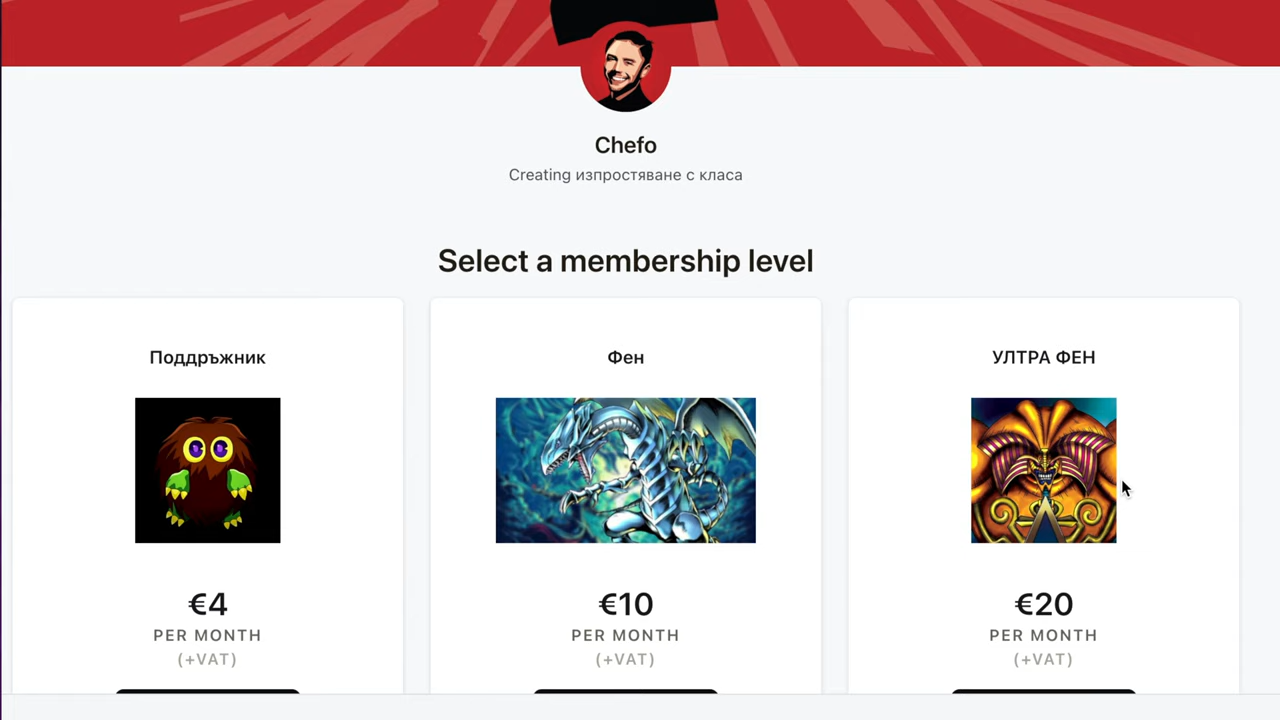 Chefo
Creating изпростяване с класа
Select a membership level
Поддръжник
€4
PER MONTH
(+VAT)
Фен
€10
PER MONTH
(+VAT)
УЛТРА ФЕН
€20
PER MONTH
(+VAT)